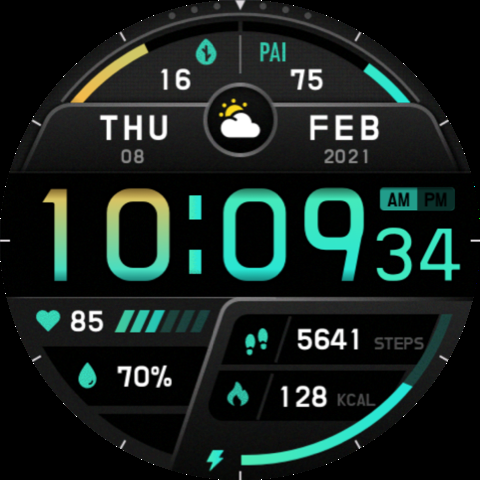 PAI
16 75
THU FEB
08 2021
10:09 34
AM PM
85
5641 STEPS
70%
128 KCAL